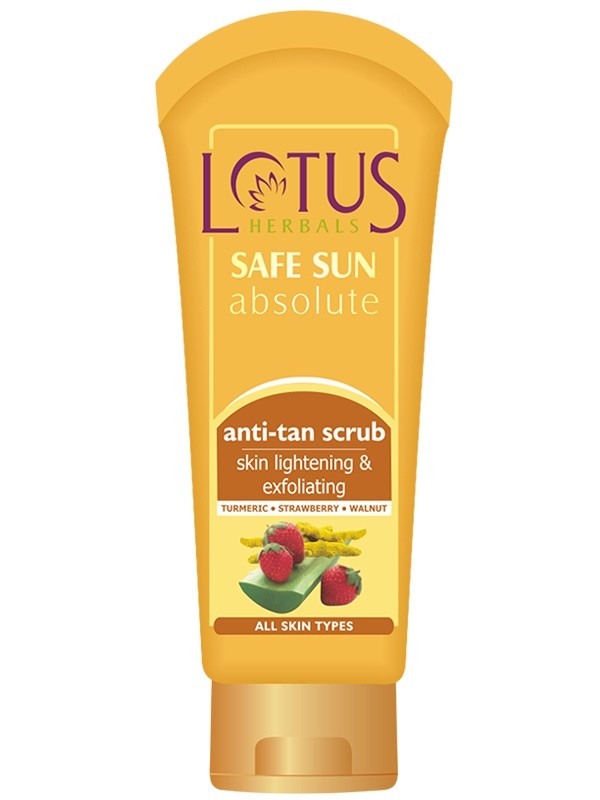 LOTUS
HERBALS
SAFE SUN
absolute
anti-tan scrub
skin lightening &
exfoliating
TURMERIC • STRAWBERRY • WALNUT
ALL SKIN TYPES